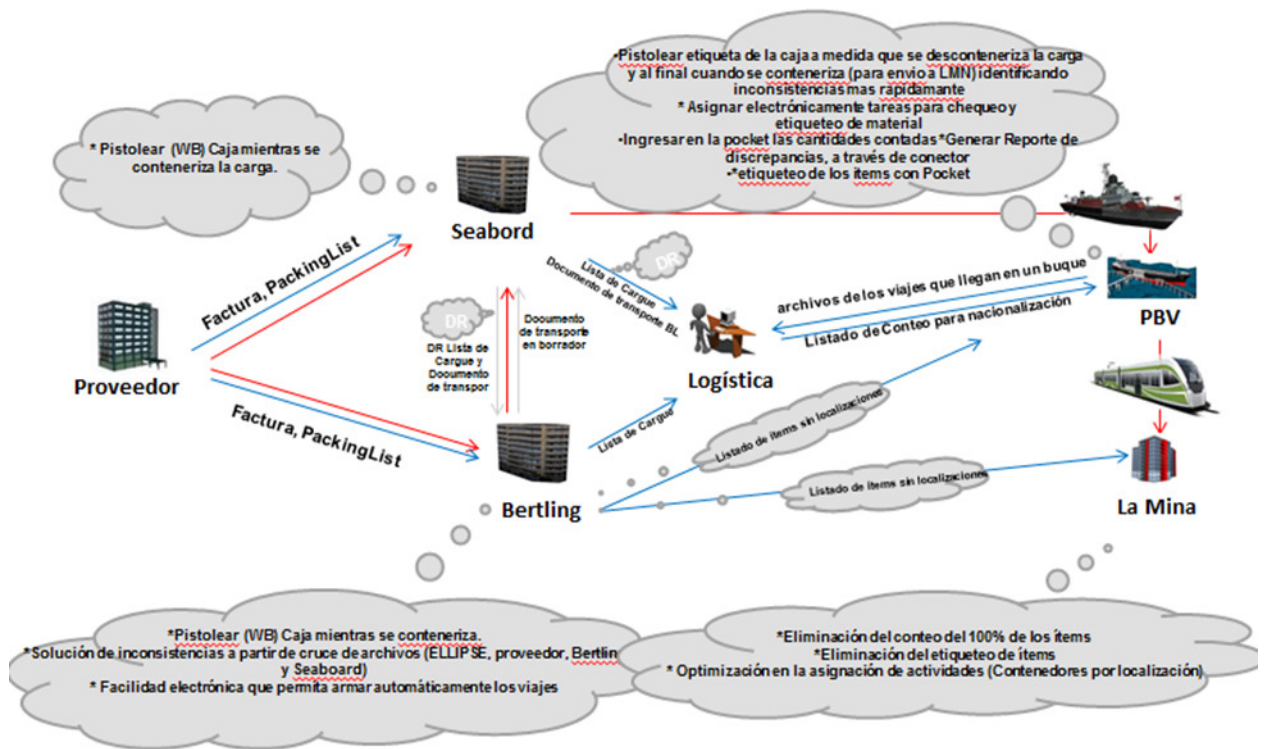 -Pistolear etiqueta de la caja a medida que se desconteneriza la carga
y al final cuando se conteneriza (para envio a LMN) identificando
inconsistencias mas rapidamante
* Asignar electrónicamente tareas para chequeo y
etiqueteo de material
-Ingresar en la pocket las cantidades contadas *Generar Reporte de
discrepancias, a través de conector
-*etiqueteo de los items con Pocket
* Pistolear (WB) Caja mientras se
conteneriza la carga.
Seabord
Factura, PackingList
DR
Lista de Cargue
Documento de transporte BL
archivos de los viajes que llegan en un buque
Listado de Conteo para nacionalización
PBV
DR
DR Lista de
Cargue y
Doocumento
de transpor
Documento
de transporte
en borrador
Proveedor
Logística
Factura, PackingList
Lista de Cargue
Listado de ítems sin localizaciones
Listado de ítems sin localizaciones
Bertling
La Mina
*Pistolear (WB) Caja mientras se conteneriza.
*Solución de inconsistencias a partir de cruce de archivos (ELLIPSE, proveedor, Bertlin
y Seaboard)
* Facilidad electrónica que permita armar automáticamente los viajes
*Eliminación del conteo del 100% de los ítems
*Eliminación del etiqueteo de ítems
* Optimización en la asignación de actividades (Contenedores por localización)